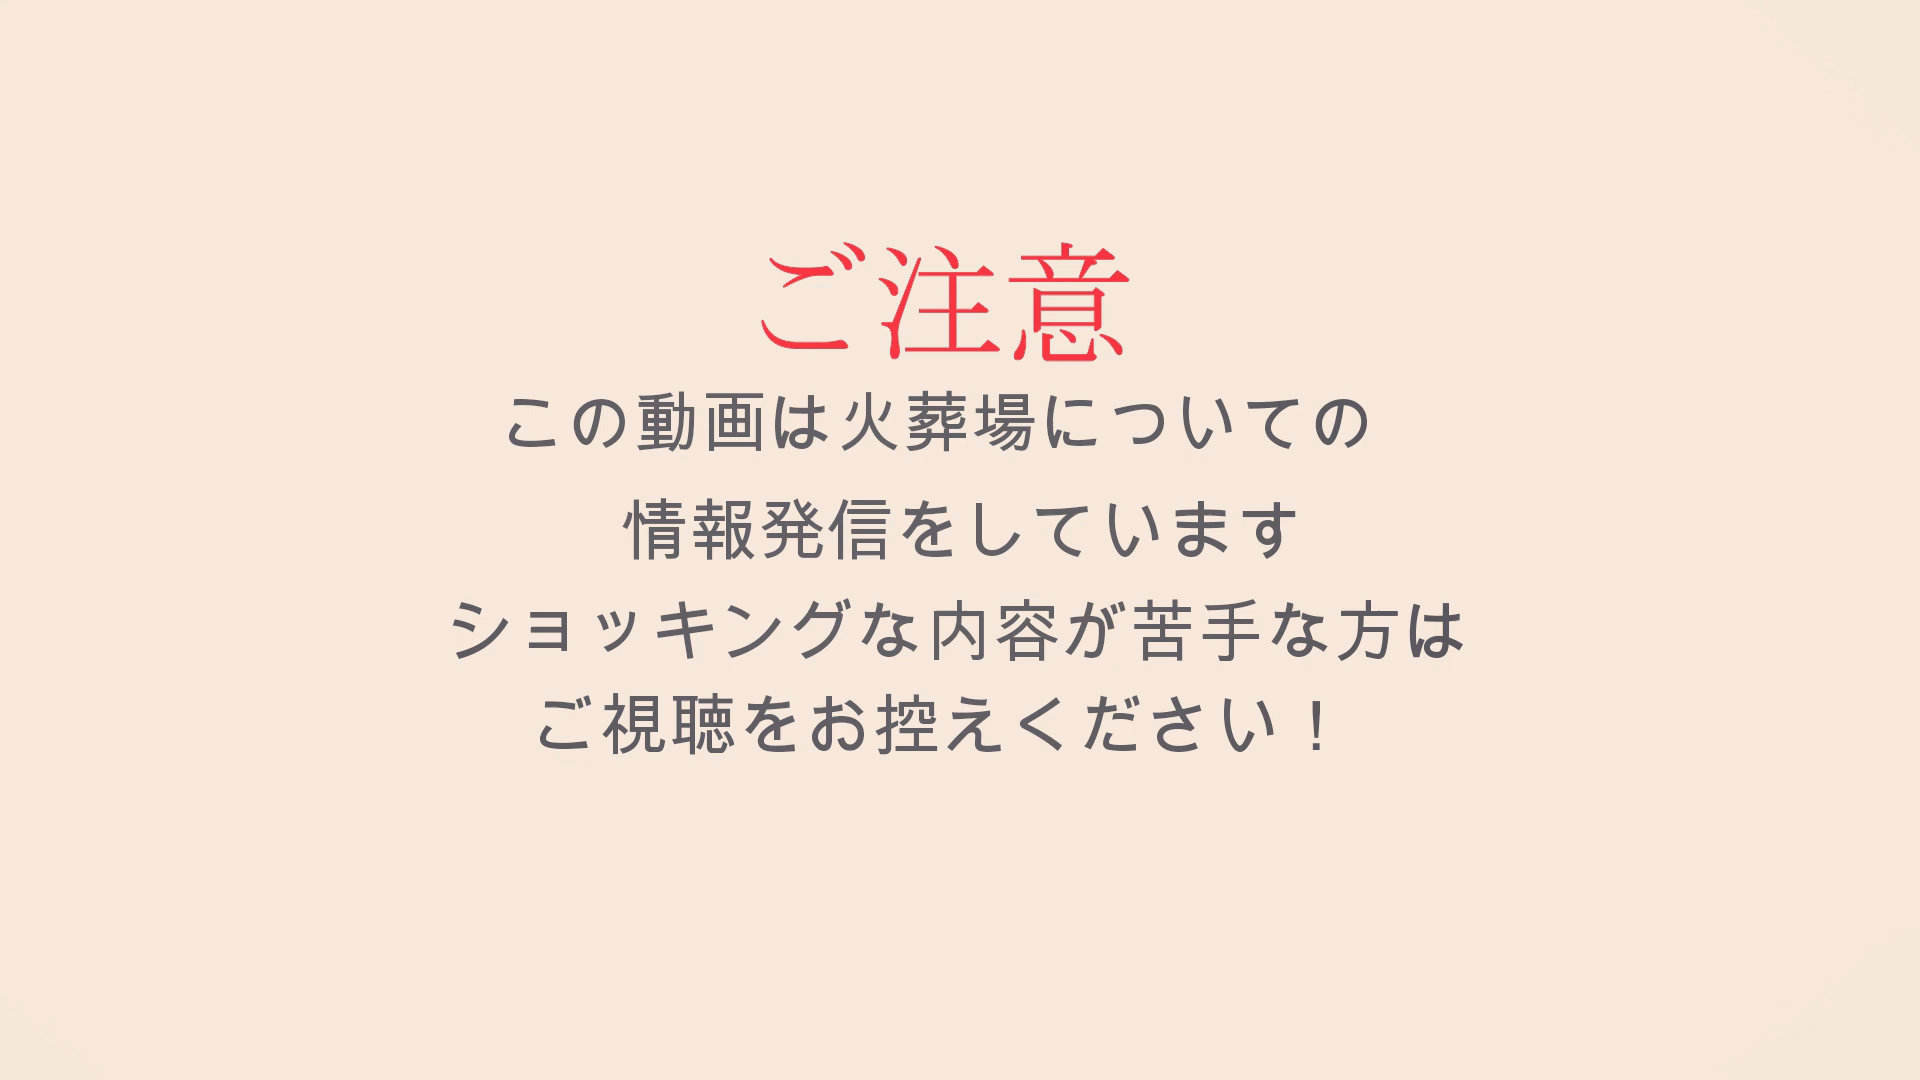 ご注意
この動画は火葬場についての
情報発信をしています
ショッキングな内容が苦手な方は
ご視聴をお控えください！